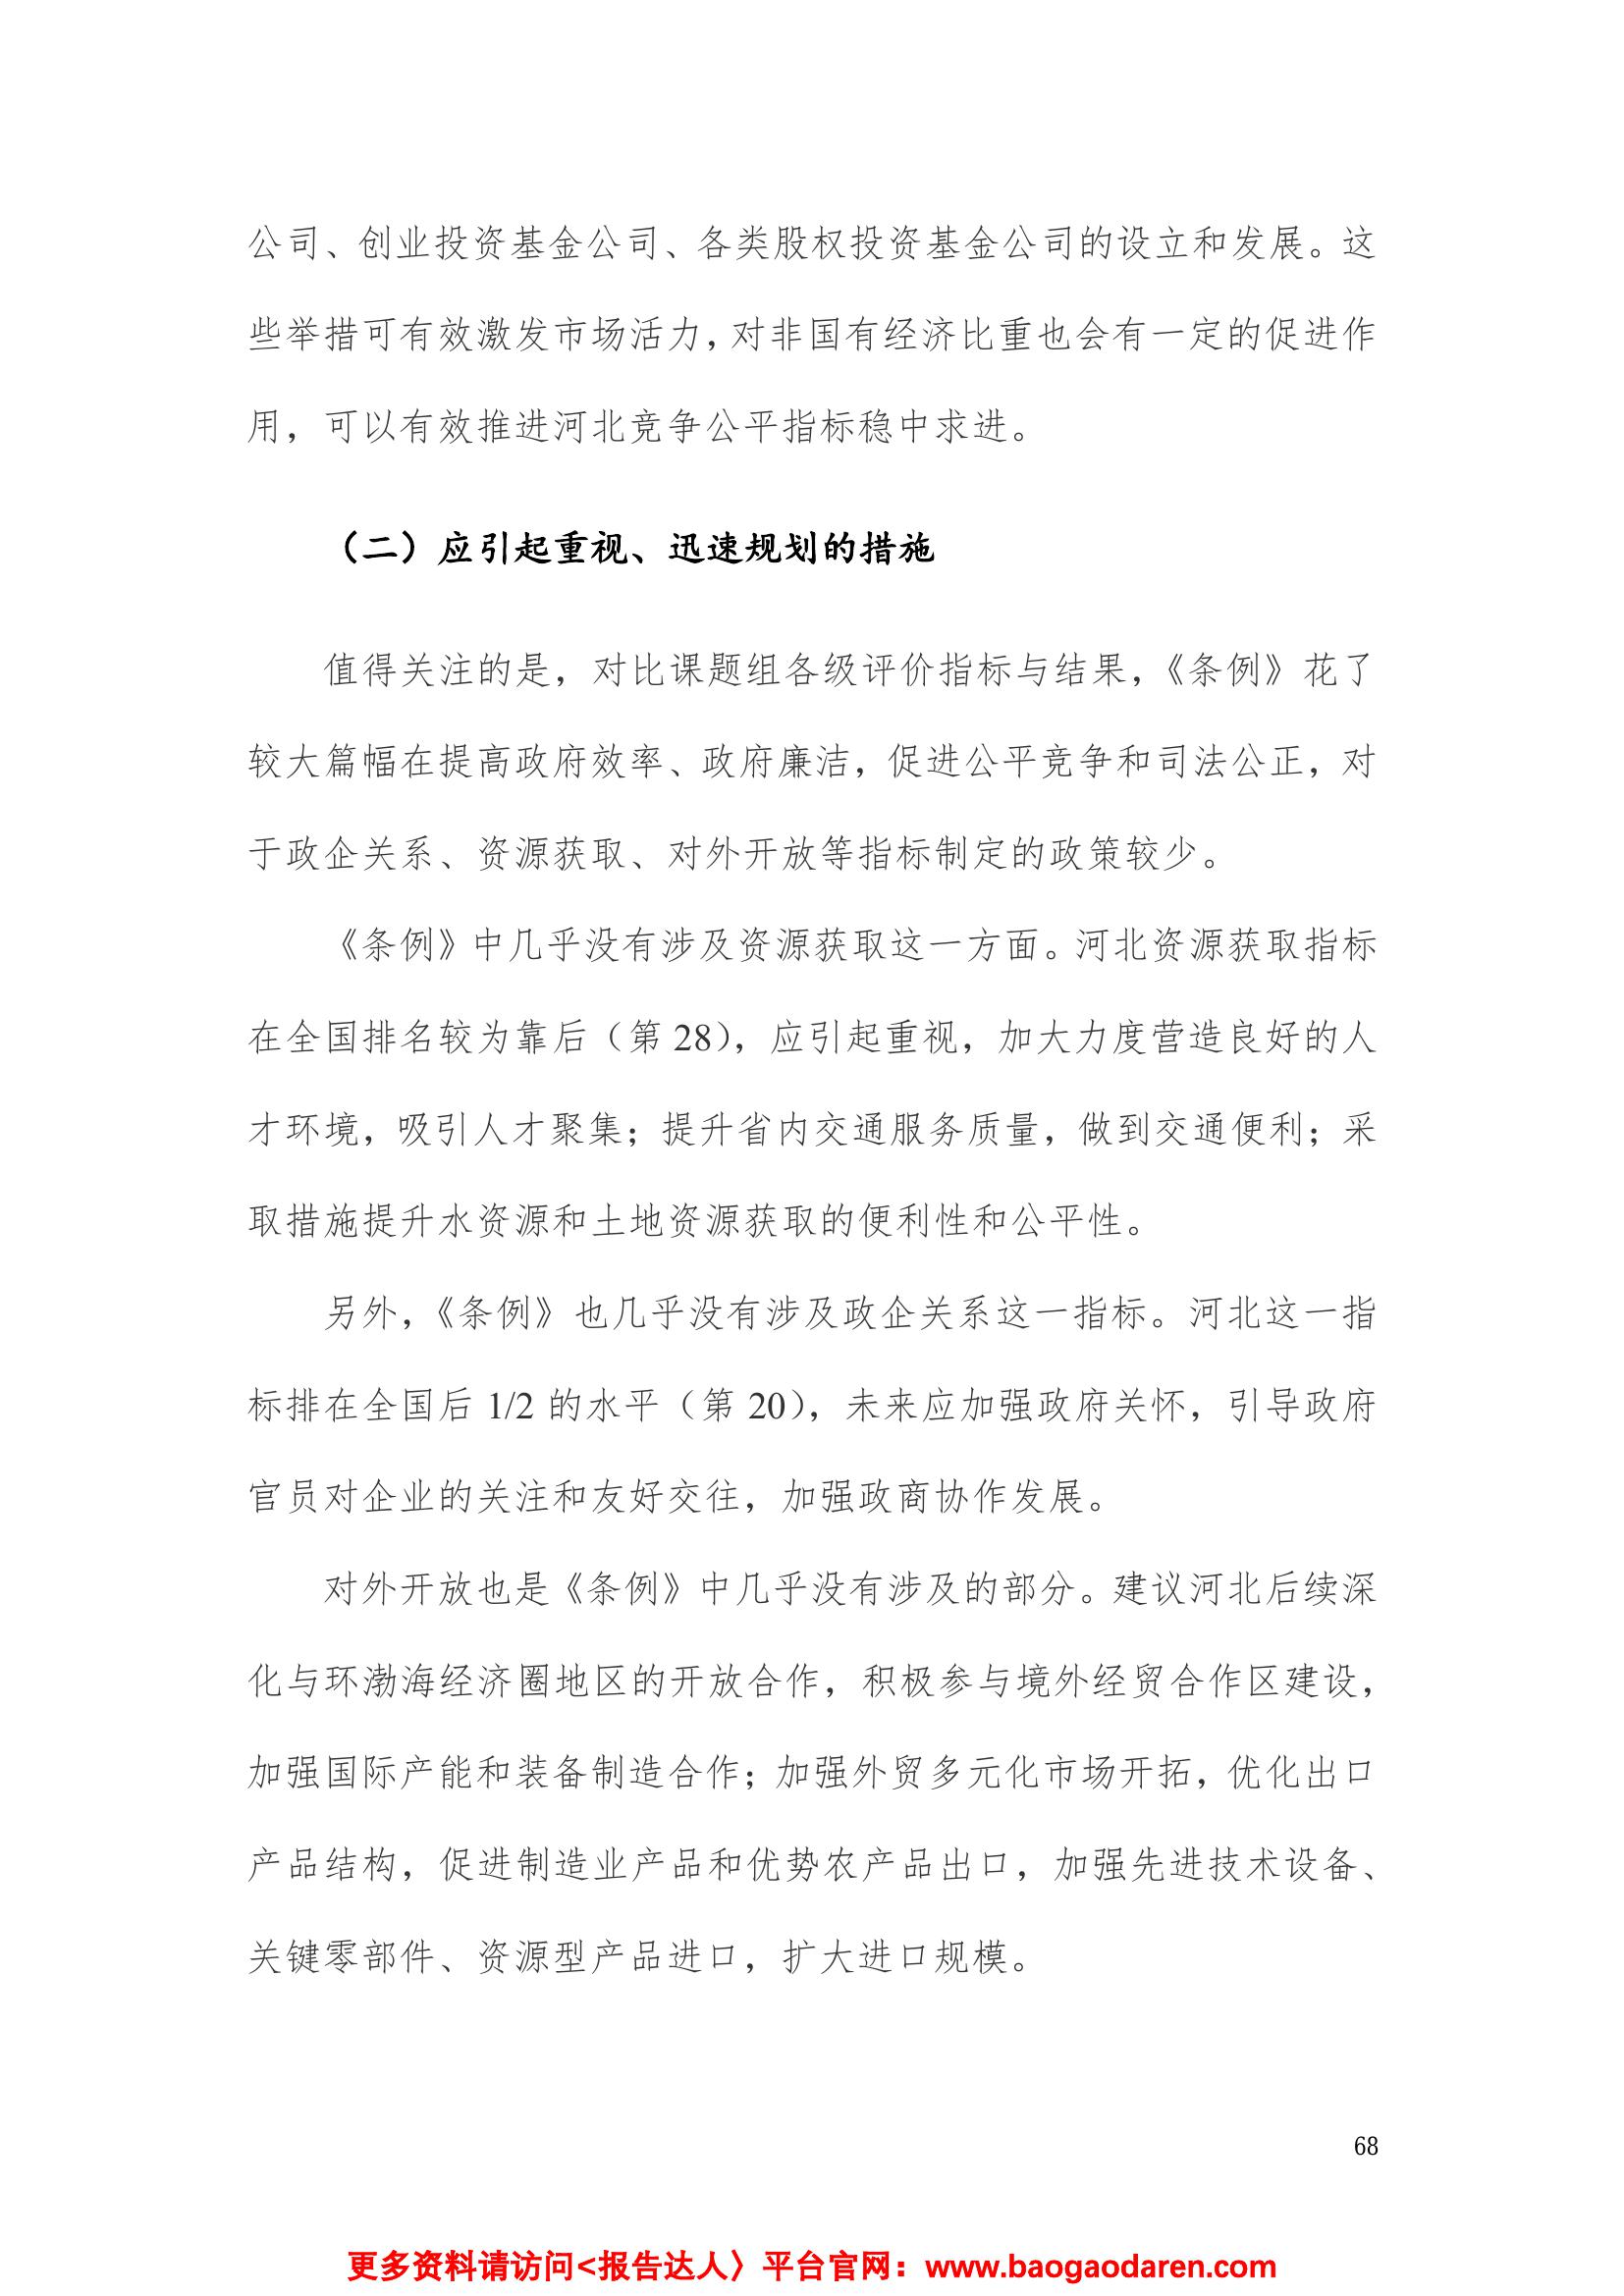 公司、创业投资基金公司、各类股权投资基金公司的设立和发展。这
些举措可有效激发市场活力，对非国有经济比重也会有一定的促进作
用，可以有效推进河北竞争公平指标稳中求进。
（二）应引起重视、迅速规划的措施
值得关注的是，对比课题组各级评价指标与结果，《条例》花了
较大篇幅在提高政府效率、政府廉洁，促进公平竞争和司法公正，对
于政企关系、资源获取、对外开放等指标制定的政策较少。
《条例》中几乎没有涉及资源获取这一方面。河北资源获取指标
在全国排名较为靠后（第 28），应引起重视，加大力度营造良好的人
才环境，吸引人才聚集；提升省内交通服务质量，做到交通便利；采
取措施提升水资源和土地资源获取的便利性和公平性。
另外，《条例》也几乎没有涉及政企关系这一指标。河北这一指
标排在全国后 1/2 的水平（第 20），未来应加强政府关怀，引导政府
官员对企业的关注和友好交往，加强政商协作发展。
对外开放也是《条例》中几乎没有涉及的部分。建议河北后续深
化与环渤海经济圈地区的开放合作，积极参与境外经贸合作区建设，
加强国际产能和装备制造合作；加强外贸多元化市场开拓，优化出口
产品结构，促进制造业产品和优势农产品出口，加强先进技术设备、
关键零部件、资源型产品进口，扩大进口规模。
68
更多资料请访问<报告达人〉平台官网：www.baogaodaren.com